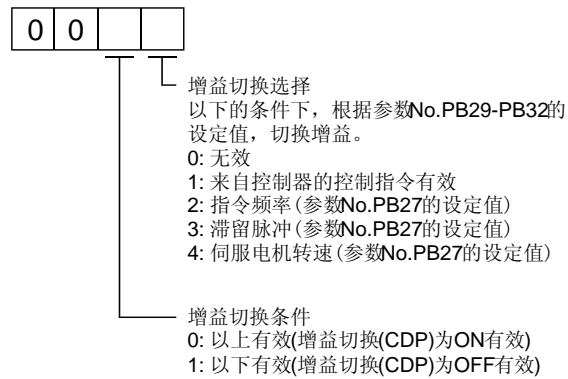 0 0
增益切换选择
以下的条件下，根据参数No.PB29-PB32的
设定值，切换增益。
0: 无效
1: 来自控制器的控制指令有效
2: 指令频率(参数No.PB27的设定值)
3: 滞留脉冲(参数No.PB27的设定值)
4: 伺服电机转速(参数No.PB27的设定值)
增益切换条件
0: 以上有效(增益切换(CDP)为ON有效)
1: 以下有效(增益切换(CDP)为OFF有效)